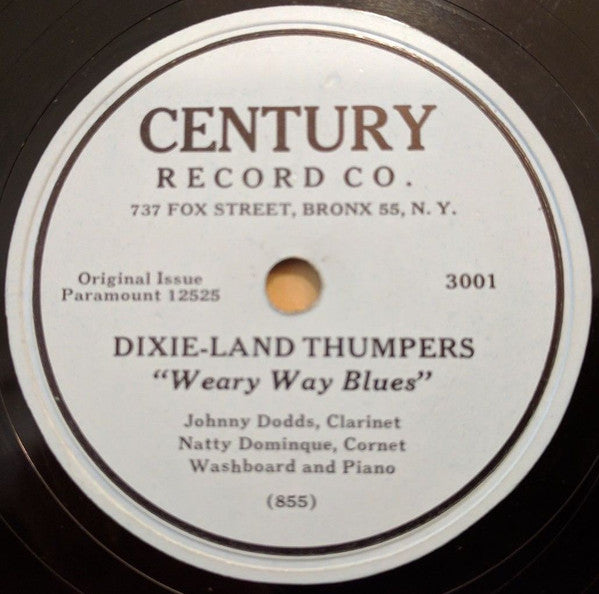 CENTURY
RECORD CO.
737 FOX STREET, BRONX 55, N. Y.
Original Issue
Paramount 12525
3001
DIXIE-LAND THUMPERS
"Weary Way Blues"
Johnny Dodds, Clarinet
Natty Dominque, Cornet
Washboard and Piano
(855)